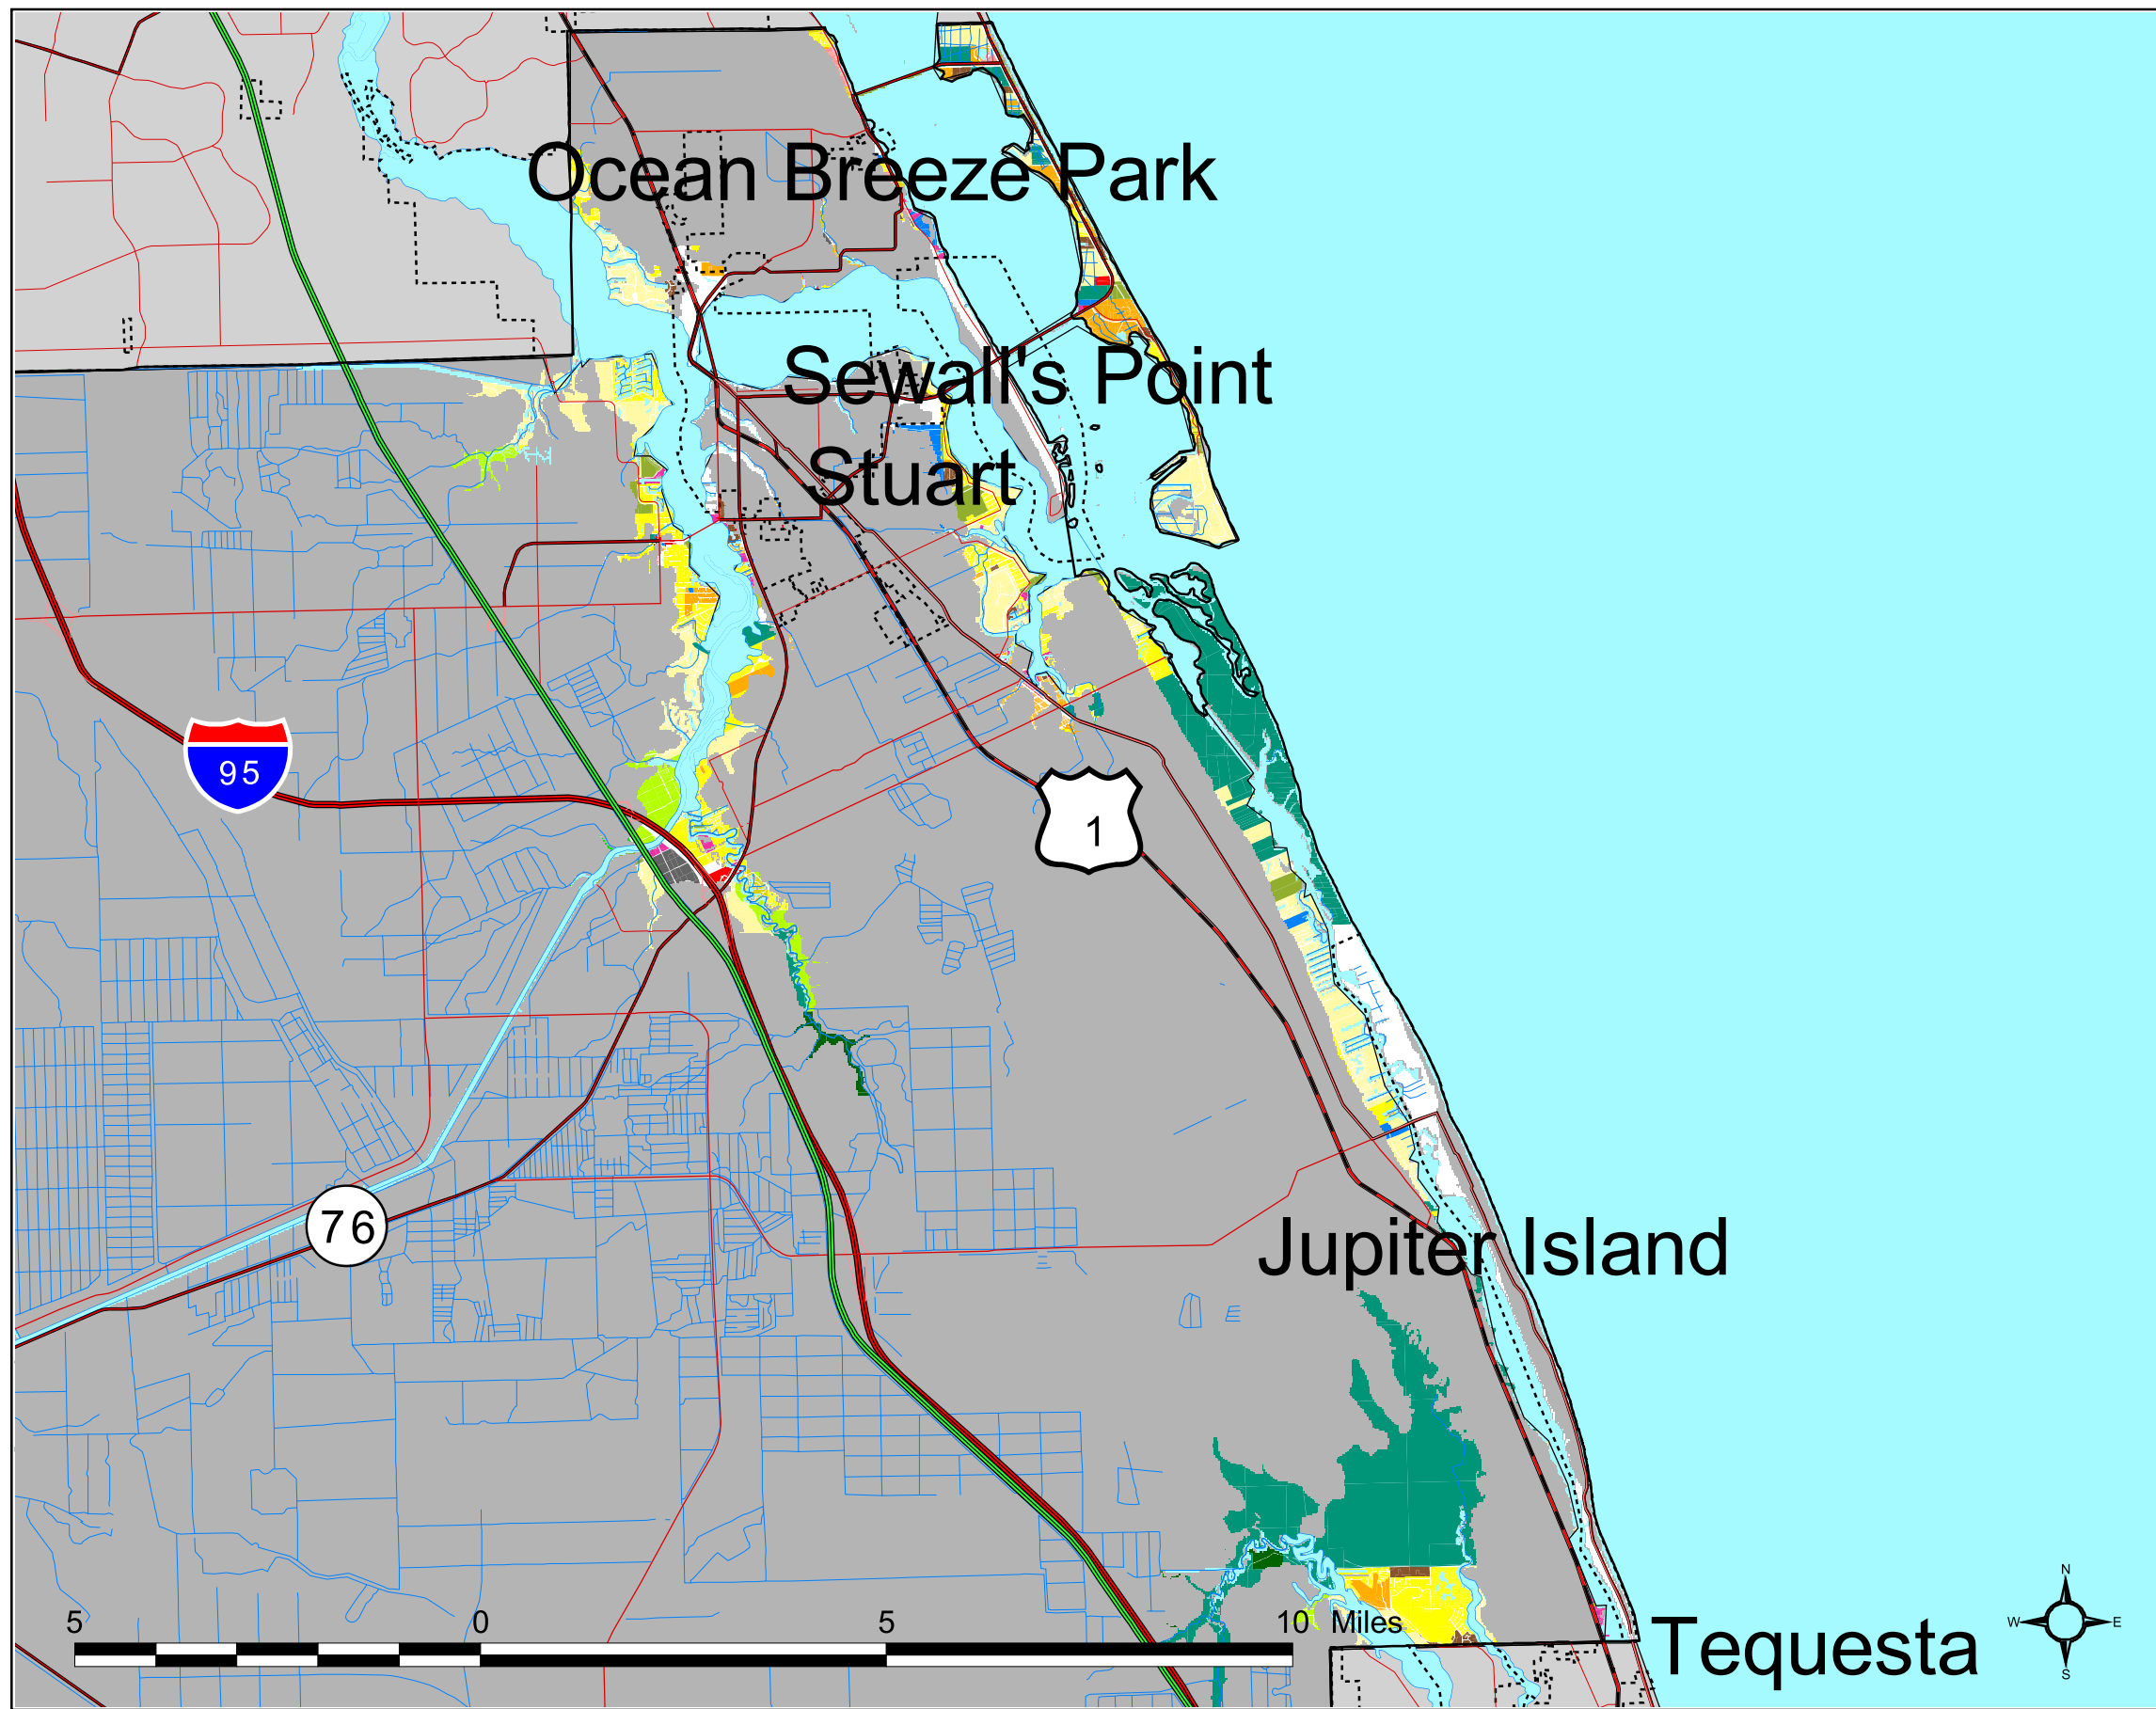 Ocean Breeze Park
Sewall's Point
Stuart
95
1
76
Jupiter Island
5 0 5 10 Miles
Tequesta
N
W E
S